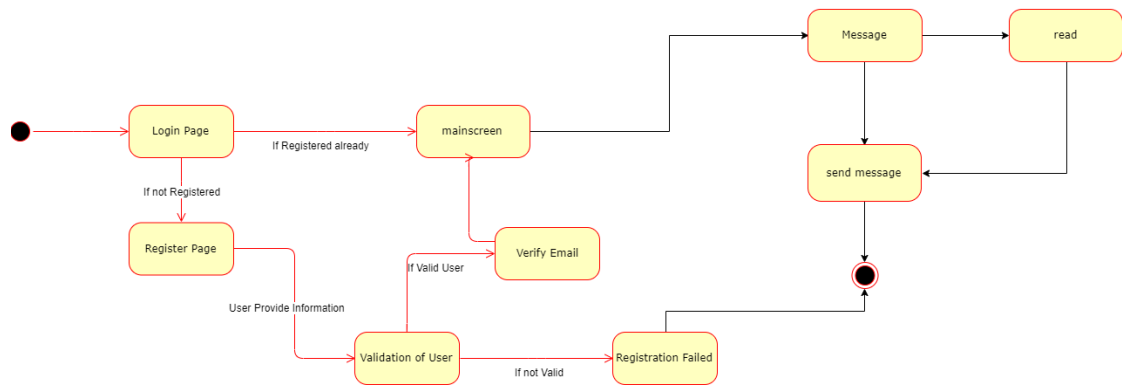 Message
read
Login Page
mainscreen
If Registered already
send message
If not Registered
Register Page
Verify Email
If Valid User
User Provide Information
Validation of User
Registration Failed
If not Valid